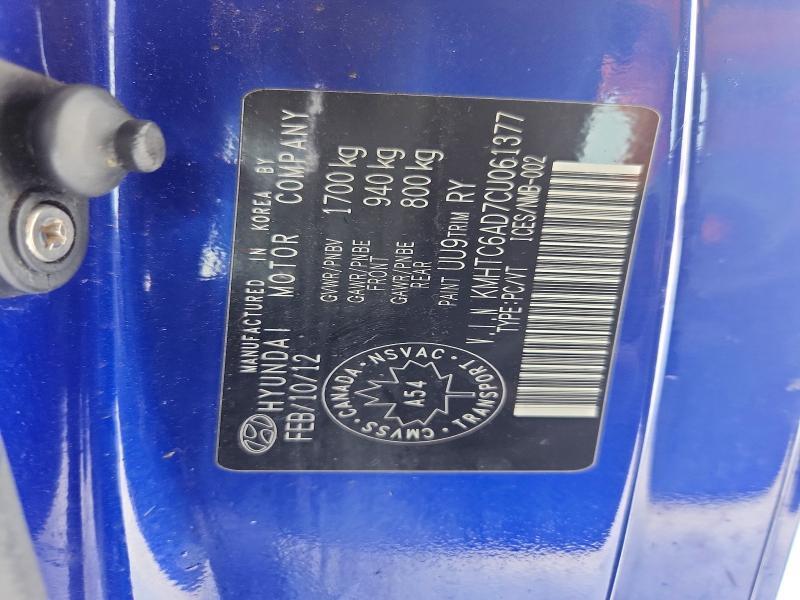 MANUFACTURED IN KOREA BY
HYUNDAI MOTOR COMPANY
FEB/10/12
GVWR/PNBV 1700 kg
GAWR/PNBE FRONT 940 kg
GAWR/PNBE REAR 800 kg
PAINT UU9 TRIM RY
CANADA · NSVAC · TRANSPORT · CMVSS
A54
V.I.N KMHTC6AD7CU061377
TYPE:PC/VT ICES/NMB-002